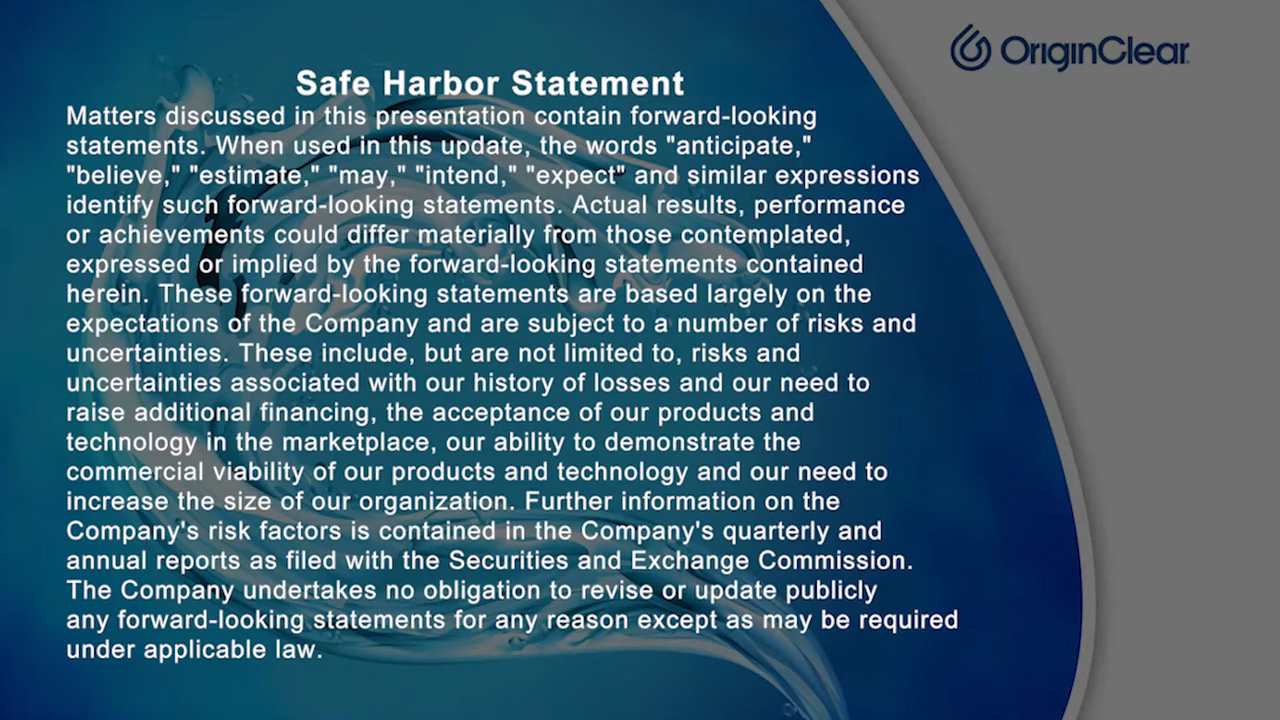 OriginClear
Safe Harbor Statement
Matters discussed in this presentation contain forward-looking
statements. When used in this update, the words "anticipate,"
"believe," "estimate," "may," "intend," "expect" and similar expressions
identify such forward-looking statements. Actual results, performance
or achievements could differ materially from those contemplated,
expressed or implied by the forward-looking statements contained
herein. These forward-looking statements are based largely on the
expectations of the Company and are subject to a number of risks and
uncertainties. These include, but are not limited to, risks and
uncertainties associated with our history of losses and our need to
raise additional financing, the acceptance of our products and
technology in the marketplace, our ability to demonstrate the
commercial viability of our products and technology and our need to
increase the size of our organization. Further information on the
Company's risk factors is contained in the Company's quarterly and
annual reports as filed with the Securities and Exchange Commission.
The Company undertakes no obligation to revise or update publicly
any forward-looking statements for any reason except as may be required
under applicable law.